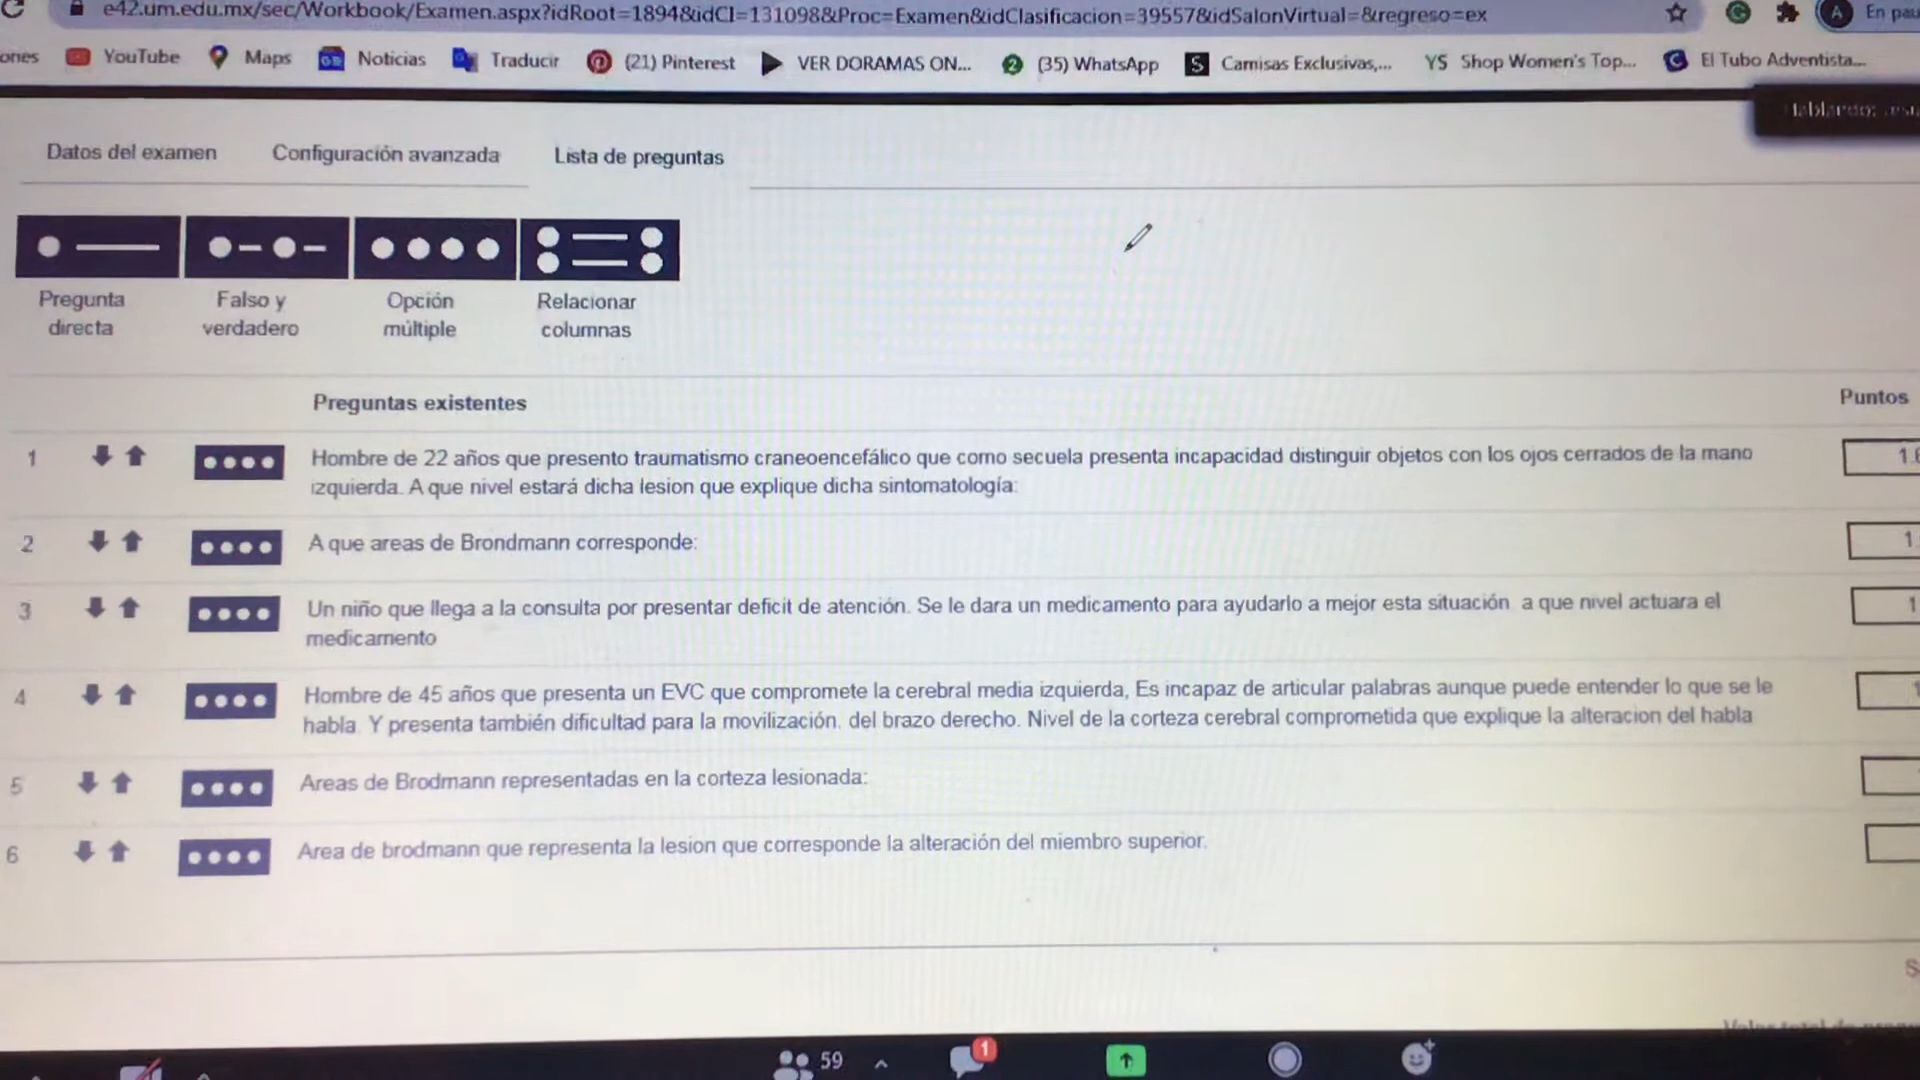 e42.um.edu.mx/sec/Workbook/Examen.aspx?idRoot=1894&idCI=131098&Proc=Examen&idClasificacion=39557&idSalonVirtual=&regreso=ex
A
En pau
ones
YouTube
Maps
Noticias
Traducir
(21) Pinterest
VER DORAMAS ON...
(35) WhatsApp
Camisas Exclusivas,...
YS Shop Women's Top...
El Tubo Adventista...
Datos del examen
Configuración avanzada
Lista de preguntas
Pregunta directa
Falso y verdadero
Opción múltiple
Relacionar columnas
Preguntas existentes
Puntos
1 Hombre de 22 años que presento traumatismo craneoencefálico que como secuela presenta incapacidad distinguir objetos con los ojos cerrados de la mano
izquierda. A que nivel estará dicha lesion que explique dicha sintomatología:
2 A que areas de Brondmann corresponde:
3 Un niño que llega a la consulta por presentar deficit de atención. Se le dara un medicamento para ayudarlo a mejor esta situación a que nivel actuara el
medicamento
4 Hombre de 45 años que presenta un EVC que compromete la cerebral media izquierda, Es incapaz de articular palabras aunque puede entender lo que se le
habla. Y presenta también dificultad para la movilización. del brazo derecho. Nivel de la corteza cerebral comprometida que explique la alteracion del habla
5 Areas de Brodmann representadas en la corteza lesionada:
6 Area de brodmann que representa la lesion que corresponde la alteración del miembro superior.
59
1